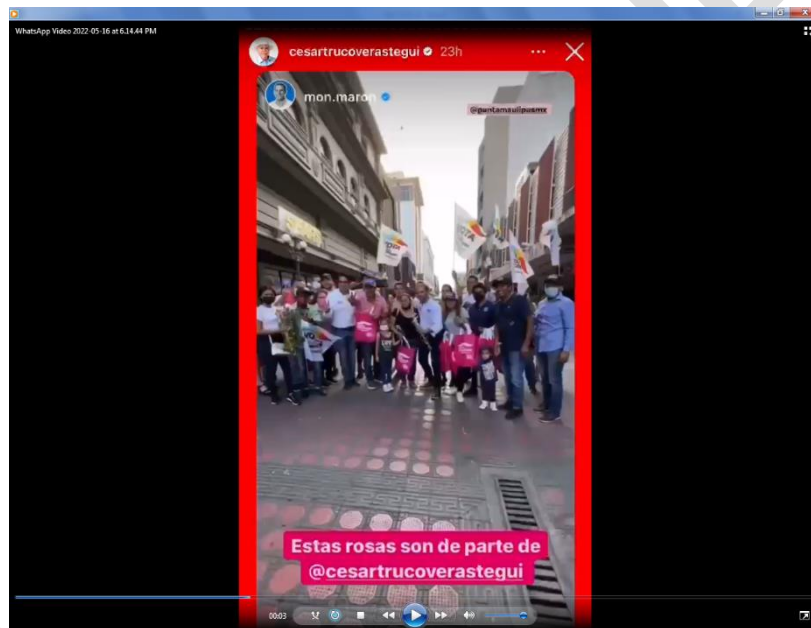 WhatsApp Video 2022-05-16 at 6.14.44 PM
cesartrucoverastegui 23h
mon.maron
@pantamaulipasmx
Estas rosas son de parte de
@cesartrucoverastegui
00:03